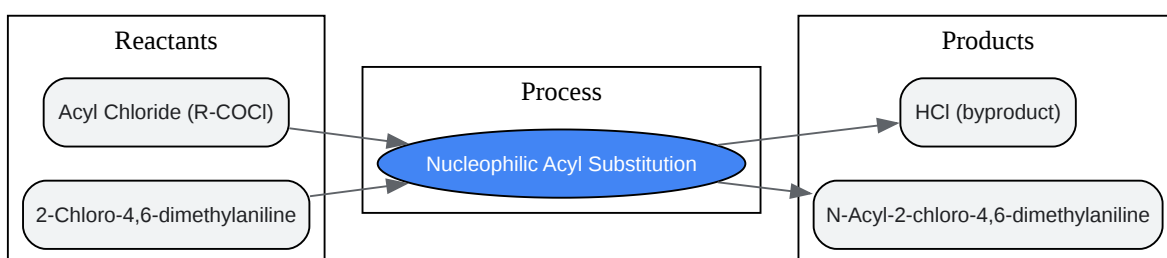 Reactants
Acyl Chloride (R-COCl)
2-Chloro-4,6-dimethylaniline
Process
Nucleophilic Acyl Substitution
Products
HCl (byproduct)
N-Acyl-2-chloro-4,6-dimethylaniline